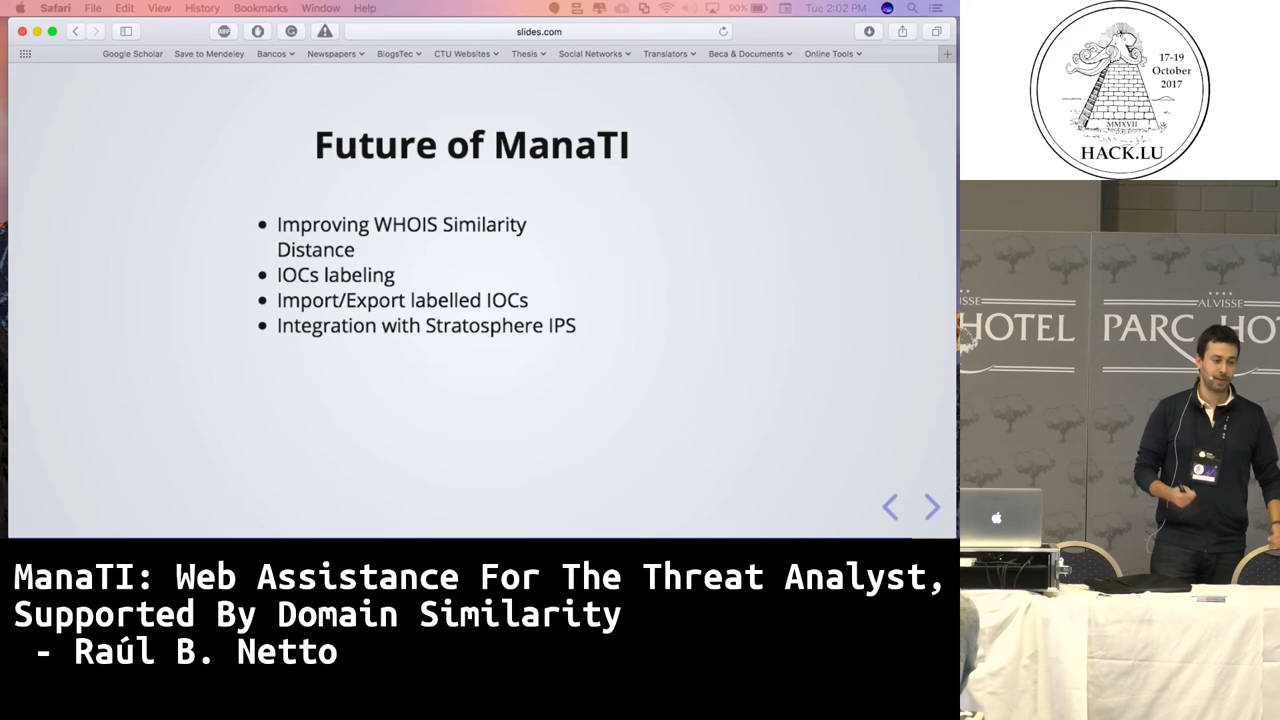 Safari File Edit View History Bookmarks Window Help
90% Tue 2:02 PM
slides.com
Google Scholar Save to Mendeley Bancos Newspapers BlogsTec CTU Websites Thesis Social Networks Translators Beca & Documents Online Tools
Future of ManaTI
• Improving WHOIS Similarity
Distance
• IOCs labeling
• Import/Export labelled IOCs
• Integration with Stratosphere IPS
17-19
October
2017
MMXVII
HACK.LU
HOTEL
ALVISSE
PARC HO
ManaTI: Web Assistance For The Threat Analyst,
Supported By Domain Similarity
- Raúl B. Netto